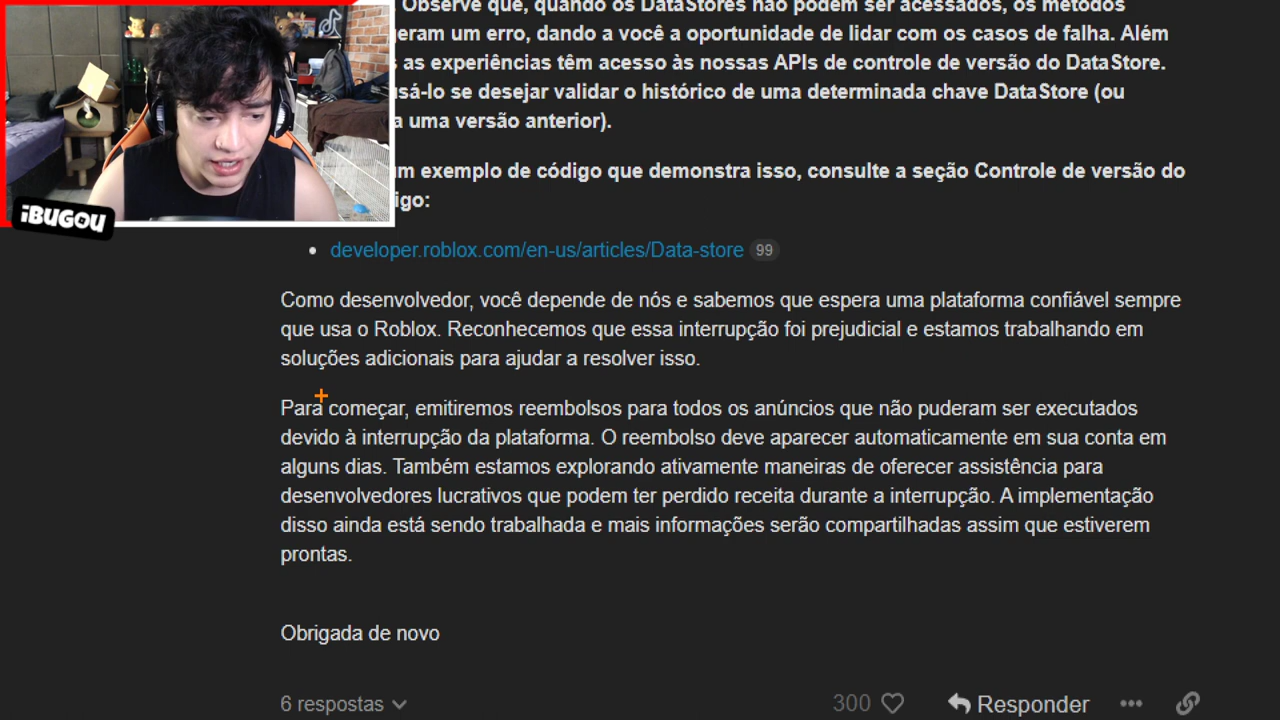 Observe que, quando os DataStores não podem ser acessados, os métodos
geram um erro, dando a você a oportunidade de lidar com os casos de falha. Além
as experiências têm acesso às nossas APIs de controle de versão do DataStore.
usá-lo se desejar validar o histórico de uma determinada chave DataStore (ou
a uma versão anterior).
um exemplo de código que demonstra isso, consulte a seção Controle de versão do
igo:
iBUGOU
• developer.roblox.com/en-us/articles/Data-store 99
Como desenvolvedor, você depende de nós e sabemos que espera uma plataforma confiável sempre
que usa o Roblox. Reconhecemos que essa interrupção foi prejudicial e estamos trabalhando em
soluções adicionais para ajudar a resolver isso.
Para começar, emitiremos reembolsos para todos os anúncios que não puderam ser executados
devido à interrupção da plataforma. O reembolso deve aparecer automaticamente em sua conta em
alguns dias. Também estamos explorando ativamente maneiras de oferecer assistência para
desenvolvedores lucrativos que podem ter perdido receita durante a interrupção. A implementação
disso ainda está sendo trabalhada e mais informações serão compartilhadas assim que estiverem
prontas.
Obrigada de novo
6 respostas
300
Responder